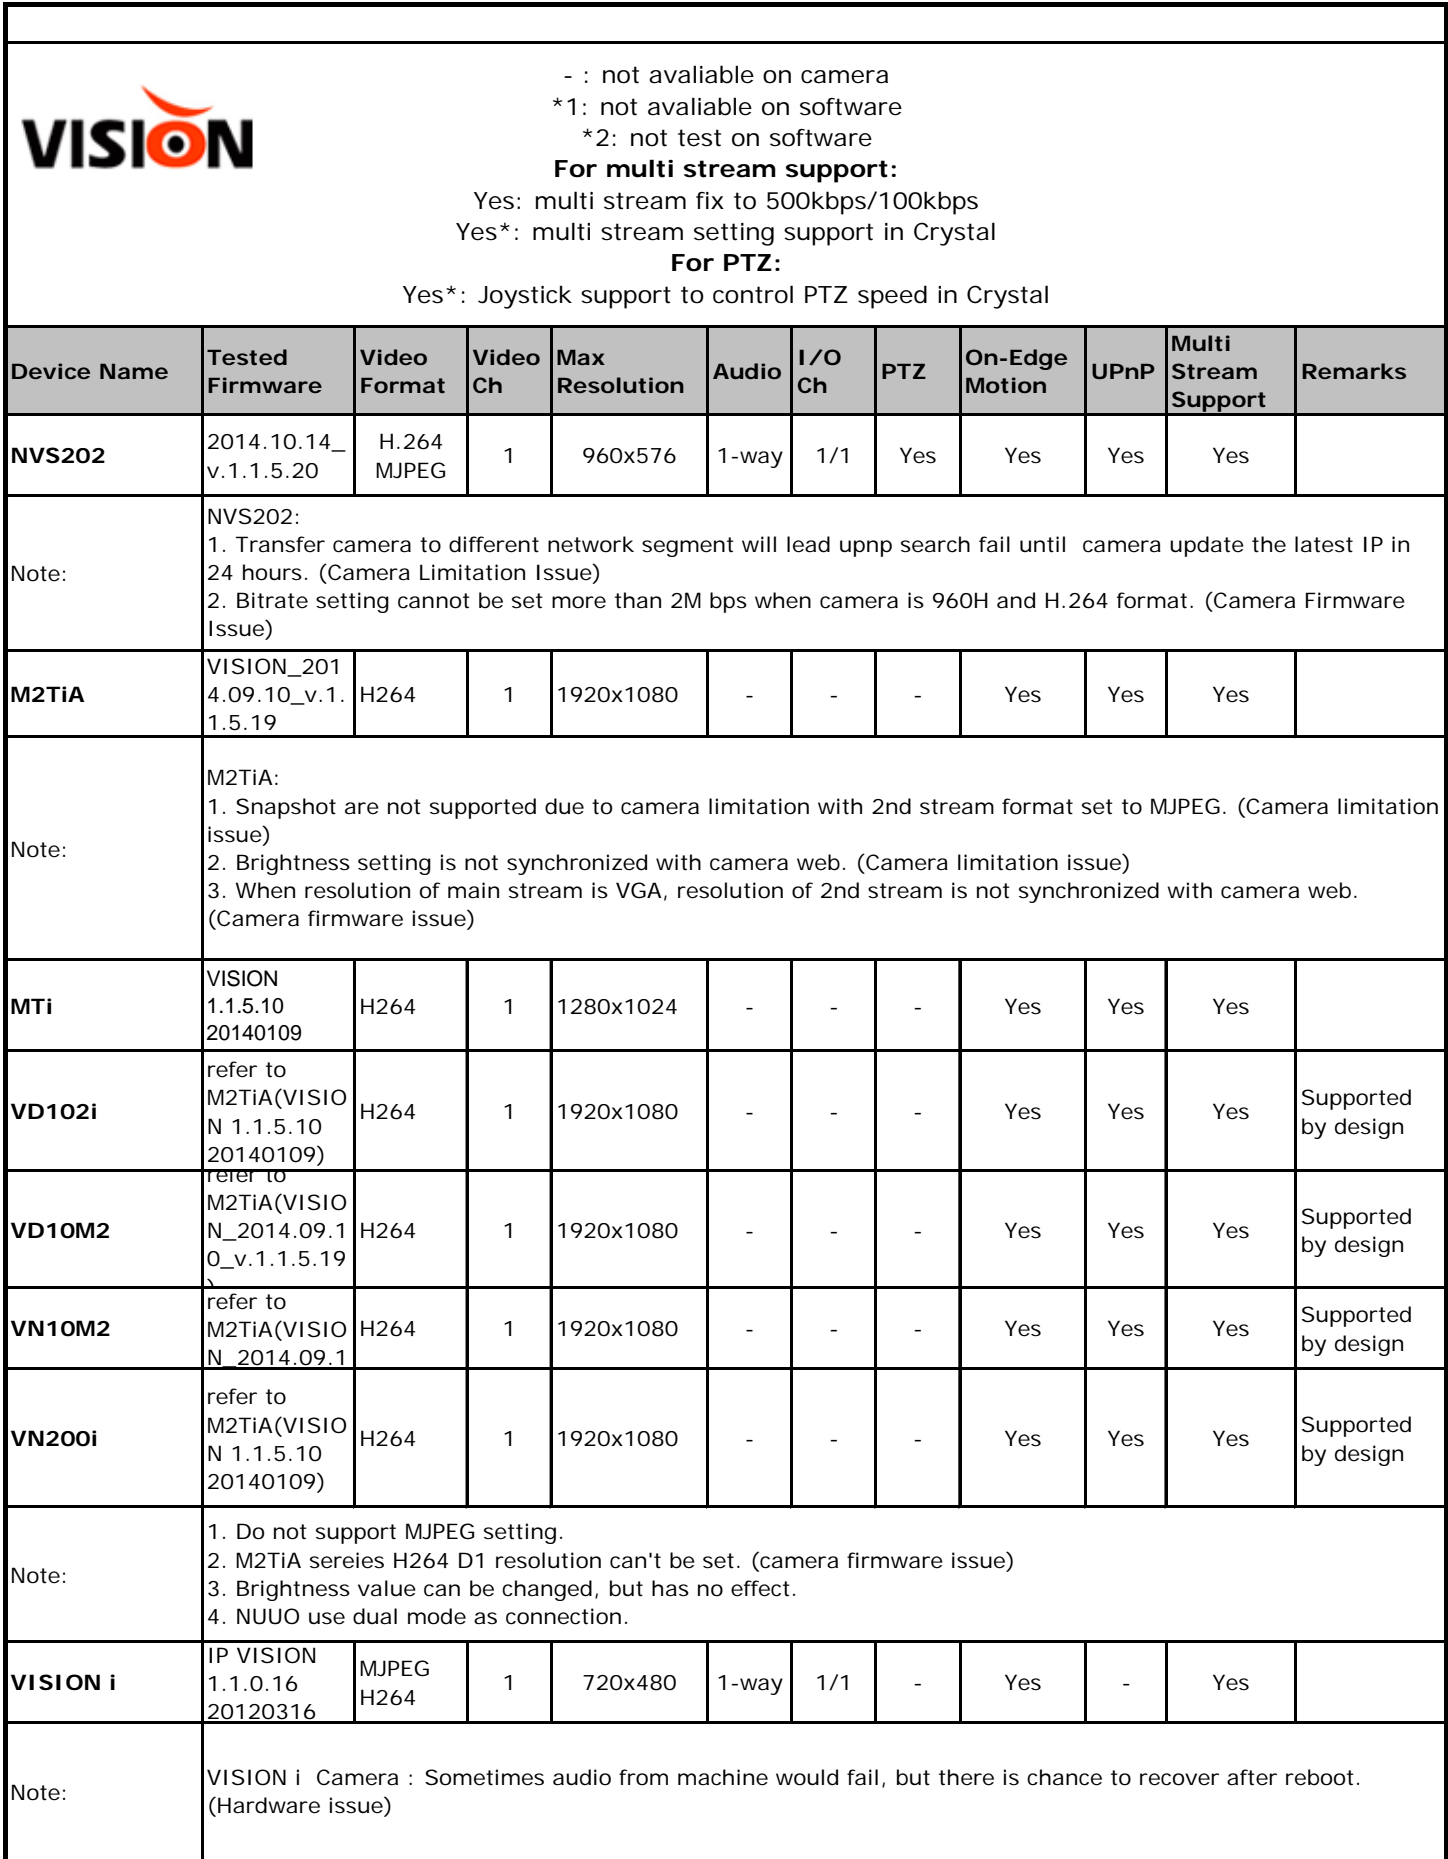 VISION
- : not avaliable on camera
*1: not avaliable on software
*2: not test on software
For multi stream support:
Yes: multi stream fix to 500kbps/100kbps
Yes*: multi stream setting support in Crystal
For PTZ:
Yes*: Joystick support to control PTZ speed in Crystal
Device Name
Tested
Firmware
Video
Format
Video
Ch
Max
Resolution
Audio
I/O
Ch
PTZ
On-Edge
Motion
UPnP
Multi
Stream
Support
Remarks
NVS202
2014.10.14_
v.1.1.5.20
H.264
MJPEG
1
960x576
1-way
1/1
Yes
Yes
Yes
Yes
Note:
NVS202:
1. Transfer camera to different network segment will lead upnp search fail until  camera update the latest IP in
24 hours. (Camera Limitation Issue)
2. Bitrate setting cannot be set more than 2M bps when camera is 960H and H.264 format. (Camera Firmware
Issue)
M2TiA
VISION_201
4.09.10_v.1.
1.5.19
H264
1
1920x1080
-
-
-
Yes
Yes
Yes
Note:
M2TiA:
1. Snapshot are not supported due to camera limitation with 2nd stream format set to MJPEG. (Camera limitation
issue)
2. Brightness setting is not synchronized with camera web. (Camera limitation issue)
3. When resolution of main stream is VGA, resolution of 2nd stream is not synchronized with camera web.
(Camera firmware issue)
MTi
VISION
1.1.5.10
20140109
H264
1
1280x1024
-
-
-
Yes
Yes
Yes
VD102i
refer to
M2TiA(VISIO
N 1.1.5.10
20140109)
H264
1
1920x1080
-
-
-
Yes
Yes
Yes
Supported
by design
VD10M2
refer to
M2TiA(VISIO
N_2014.09.1
0_v.1.1.5.19
)
H264
1
1920x1080
-
-
-
Yes
Yes
Yes
Supported
by design
VN10M2
refer to
M2TiA(VISIO
N_2014.09.1
H264
1
1920x1080
-
-
-
Yes
Yes
Yes
Supported
by design
VN200i
refer to
M2TiA(VISIO
N 1.1.5.10
20140109)
H264
1
1920x1080
-
-
-
Yes
Yes
Yes
Supported
by design
Note:
1. Do not support MJPEG setting.
2. M2TiA sereies H264 D1 resolution can't be set. (camera firmware issue)
3. Brightness value can be changed, but has no effect.
4. NUUO use dual mode as connection.
VISION i
IP VISION
1.1.0.16
20120316
MJPEG
H264
1
720x480
1-way
1/1
-
Yes
-
Yes
Note:
VISION i  Camera : Sometimes audio from machine would fail, but there is chance to recover after reboot.
(Hardware issue)